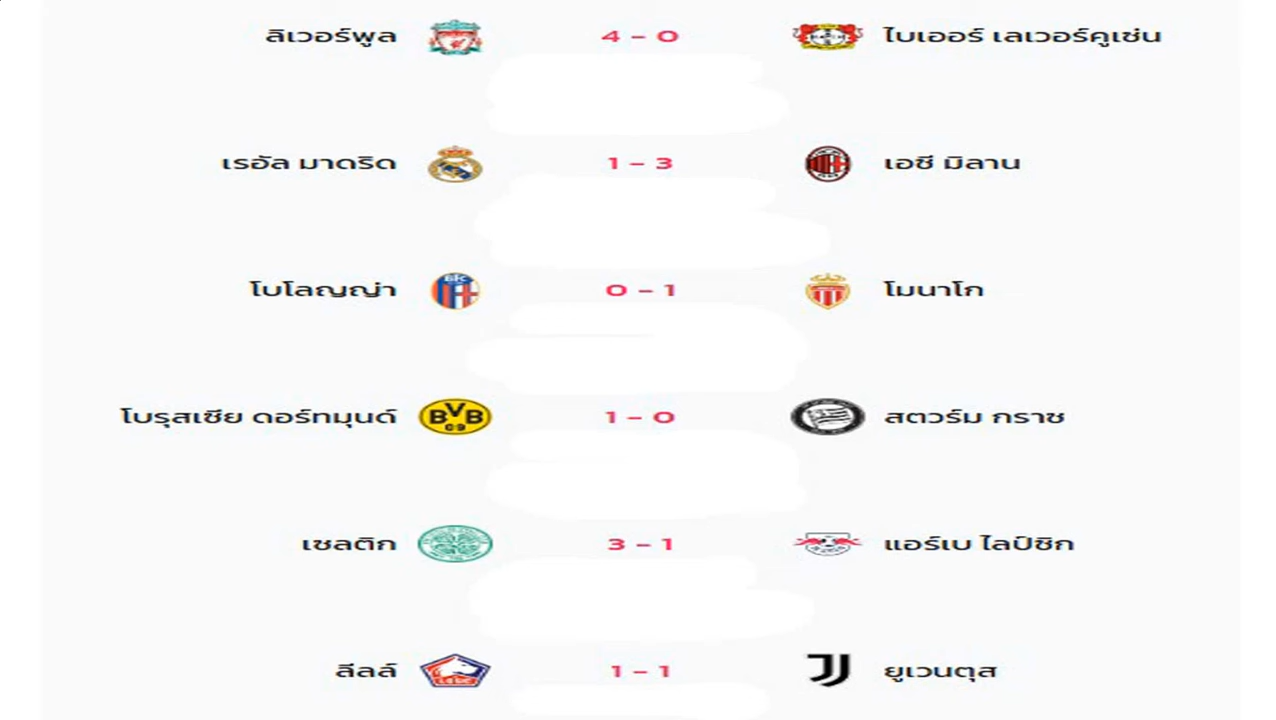 ลิเวอร์พูล 4 - 0 ไบเออร์ เลเวอร์คูเซ่น
เรอัล มาดริด 1 - 3 เอซี มิลาน
โบโลญญ่า BFC 0 - 1 โมนาโก
โบรุสเซีย ดอร์ทมุนด์ BVB 09 1 - 0 สตวร์ม กราซ
เซลติก 3 - 1 แอร์เบ ไลป์ซิก
ลีลล์ LOSC 1 - 1 ยูเวนตุส